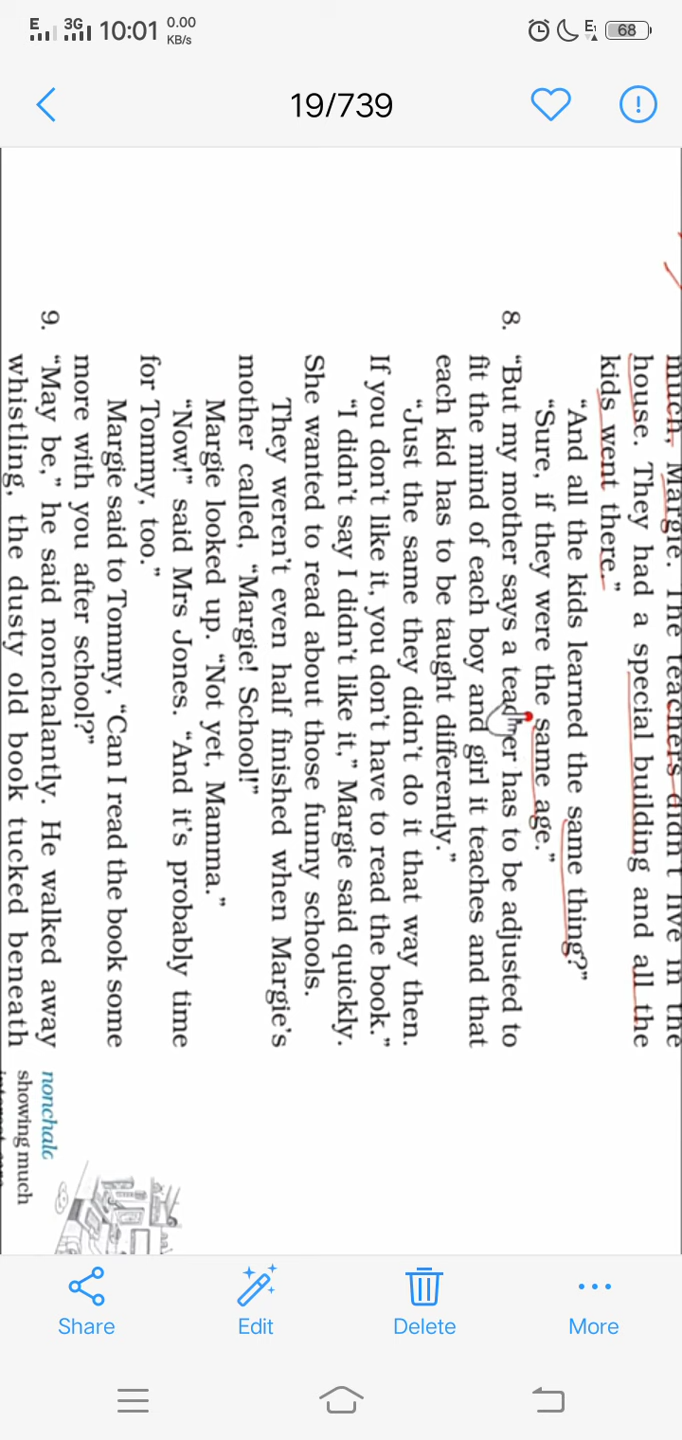 E 3G 10:01 0.00 KB/s 68
19/739
much, Margie. The teachers didn't live in the
house. They had a special building and all the
kids went there."
"And all the kids learned the same thing?"
"Sure, if they were the same age."
8. "But my mother says a teacher has to be adjusted to
fit the mind of each boy and girl it teaches and that
each kid has to be taught differently."
"Just the same they didn't do it that way then.
If you don't like it, you don't have to read the book."
"I didn't say I didn't like it," Margie said quickly.
She wanted to read about those funny schools.
They weren't even half finished when Margie's
mother called, "Margie! School!"
Margie looked up. "Not yet, Mamma."
"Now!" said Mrs Jones. "And it's probably time
for Tommy, too."
Margie said to Tommy, "Can I read the book some
more with you after school?"
9. "May be," he said nonchalantly. He walked away
whistling, the dusty old book tucked beneath
nonchalc
showing much
Share Edit Delete More